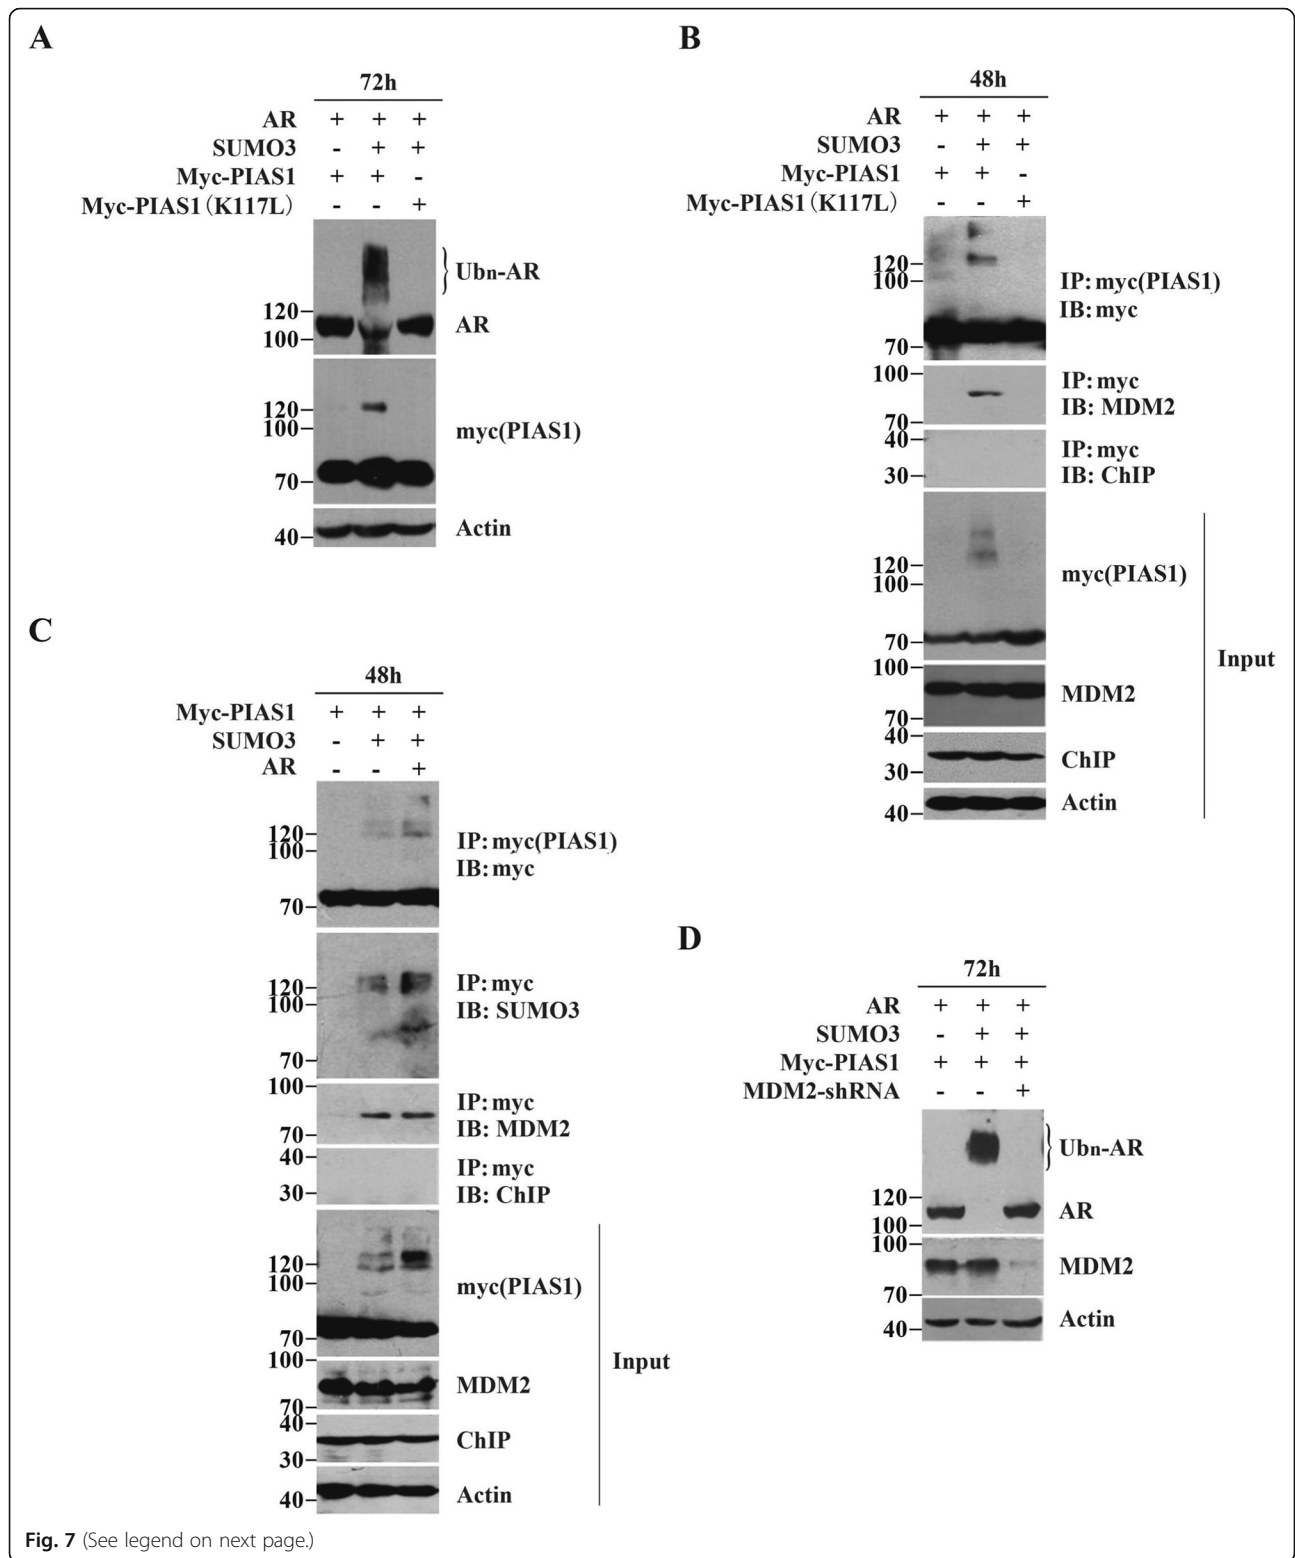 A
72h
AR + + +
SUMO3 - + +
Myc-PIAS1 + + -
Myc-PIAS1(K117L) - - +
Ubn-AR
120
AR
100
120
100
myc(PIAS1)
70
40
Actin
B
48h
AR + + +
SUMO3 - + +
Myc-PIAS1 + + -
Myc-PIAS1(K117L) - - +
120
100
IP:myc(PIAS1)
IB:myc
70
100
IP:myc
IB: MDM2
70
40
IP:myc
30
IB: ChIP
120
myc(PIAS1)
100
70
Input
100
MDM2
70
40
ChIP
30
Actin
40
C
48h
Myc-PIAS1 + + +
SUMO3 - + +
AR - - +
120
IP:myc(PIAS1)
100
IB:myc
70
IP:myc
120
100
IB: SUMO3
70
100
IP:myc
IB: MDM2
70
40
IP:myc
30
IB: ChIP
120
100
myc(PIAS1)
70
Input
100
MDM2
70
40
ChIP
30
Actin
40
D
72h
AR + + +
SUMO3 - + +
Myc-PIAS1 + + +
MDM2-shRNA - - +
Ubn-AR
120
AR
100
100
MDM2
70
Actin
40
Fig. 7 (See legend on next page.)